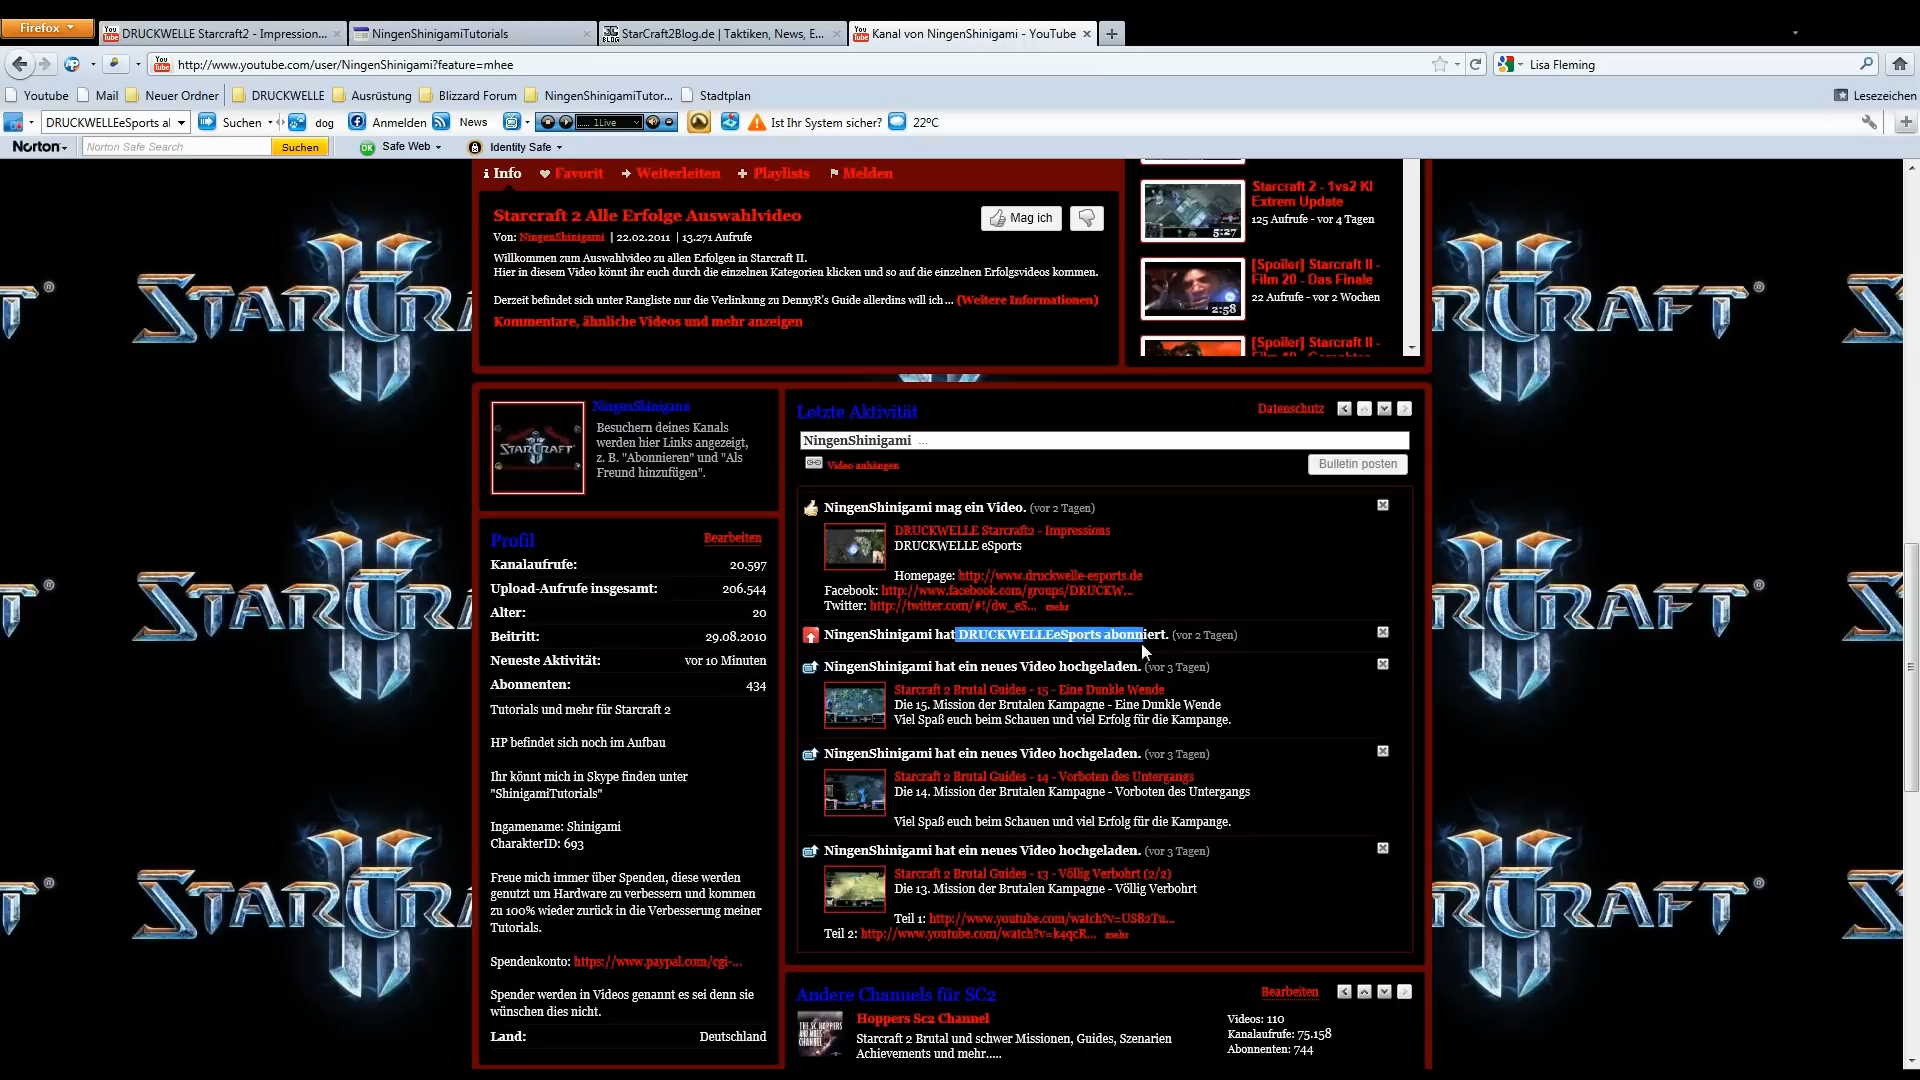 Firefox
DRUCKWELLE Starcraft2 - Impression...
NingenShinigamiTutorials
StarCraft2Blog.de | Taktiken, News, E...
Kanal von NingenShinigami - YouTube
http://www.youtube.com/user/NingenShinigami?feature=mhee
Lisa Fleming
Youtube
Mail
Neuer Ordner
DRUCKWELLE
Ausrüstung
Blizzard Forum
NingenShinigamiTutor...
Stadtplan
Lesezeichen
DRUCKWELLEeSports al
Suchen
dog
Anmelden
News
1Live
Ist Ihr System sicher?
22°C
Norton
Norton Safe Search
Suchen
OK
Safe Web
Identity Safe
Info
Favorit
Weiterleiten
Playlists
Melden
Starcraft 2 Alle Erfolge Auswahlvideo
Mag ich
Von: NingenShinigami | 22.02.2011 | 13.271 Aufrufe
Willkommen zum Auswahlvideo zu allen Erfolgen in Starcraft II.
Hier in diesem Video könnt ihr euch durch die einzelnen Kategorien klicken und so auf die einzelnen Erfolgsvideos kommen.
Derzeit befindet sich unter Rangliste nur die Verlinkung zu DennyR's Guide allerdings will ich ... (Weitere Informationen)
Kommentare, ähnliche Videos und mehr anzeigen
Starcraft 2 - 1vs2 KI
Extrem Update
125 Aufrufe - vor 4 Tagen
5:27
[Spoiler] Starcraft II -
Film 20 - Das Finale
22 Aufrufe - vor 2 Wochen
2:58
[Spoiler] Starcraft II -
STARCRAFT II
NingenShinigami
Besuchern deines Kanals
werden hier Links angezeigt,
z. B. "Abonnieren" und "Als
Freund hinzufügen".
STARCRAFT
Profil
Bearbeiten
Kanalaufrufe: 20.597
Upload-Aufrufe insgesamt: 206.544
Alter: 20
Beitritt: 29.08.2010
Neueste Aktivität: vor 10 Minuten
Abonnenten: 434
Tutorials und mehr für Starcraft 2
HP befindet sich noch im Aufbau
Ihr könnt mich in Skype finden unter
"ShinigamiTutorials"
Ingamename: Shinigami
CharakterID: 693
Freue mich immer über Spenden, diese werden
genutzt um Hardware zu verbessern und kommen
zu 100% wieder zurück in die Verbesserung meiner
Tutorials.
Spendenkonto: https://www.paypal.com/cgi-...
Spender werden in Videos genannt es sei denn sie
wünschen dies nicht.
Land: Deutschland
Letzte Aktivität
Datenschutz
NingenShinigami ...
Video anhängen
Bulletin posten
NingenShinigami mag ein Video. (vor 2 Tagen)
DRUCKWELLE Starcraft2 - Impressions
DRUCKWELLE eSports
Homepage: http://www.druckwelle-esports.de
Facebook: http://www.facebook.com/groups/DRUCKW...
Twitter: http://twitter.com/#!/dw_eS... mehr
NingenShinigami hat DRUCKWELLEeSports abonniert. (vor 2 Tagen)
NingenShinigami hat ein neues Video hochgeladen. (vor 3 Tagen)
Starcraft 2 Brutal Guides - 15 - Eine Dunkle Wende
Die 15. Mission der Brutalen Kampagne - Eine Dunkle Wende
Viel Spaß euch beim Schauen und viel Erfolg für die Kampange.
NingenShinigami hat ein neues Video hochgeladen. (vor 3 Tagen)
Starcraft 2 Brutal Guides - 14 - Vorboten des Untergangs
Die 14. Mission der Brutalen Kampagne - Vorboten des Untergangs
Viel Spaß euch beim Schauen und viel Erfolg für die Kampange.
NingenShinigami hat ein neues Video hochgeladen. (vor 3 Tagen)
Starcraft 2 Brutal Guides - 13 - Völlig Verbohrt (2/2)
Die 13. Mission der Brutalen Kampagne - Völlig Verbohrt
Teil 1: http://www.youtube.com/watch?v=US82Tu...
Teil 2: http://www.youtube.com/watch?v=k4qcR... mehr
Andere Channels für SC2
Bearbeiten
Hoppers Sc2 Channel
Starcraft 2 Brutal und schwer Missionen, Guides, Szenarien
Achievements und mehr.....
Videos: 110
Kanalaufrufe: 75.158
Abonnenten: 744